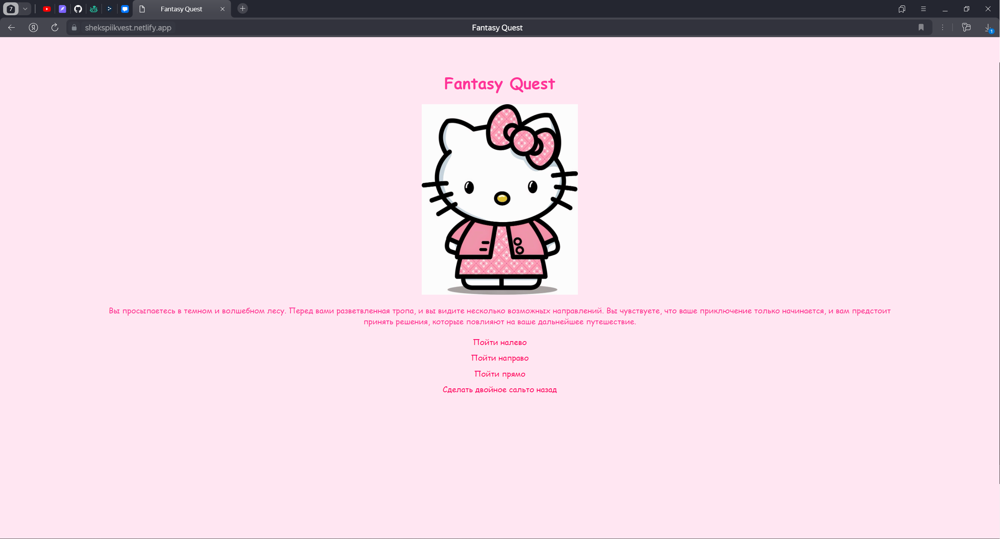 7
Fantasy Quest
shekspiikvest.netlify.app
Fantasy Quest
1
Fantasy Quest
Вы просыпаетесь в темном и волшебном лесу. Перед вами разветвленная тропа, и вы видите несколько возможных направлений. Вы чувствуете, что ваше приключение только начинается, и вам предстоит
принять решения, которые повлияют на ваше дальнейшее путешествие.
Пойти налево
Пойти направо
Пойти прямо
Сделать двойное сальто назад